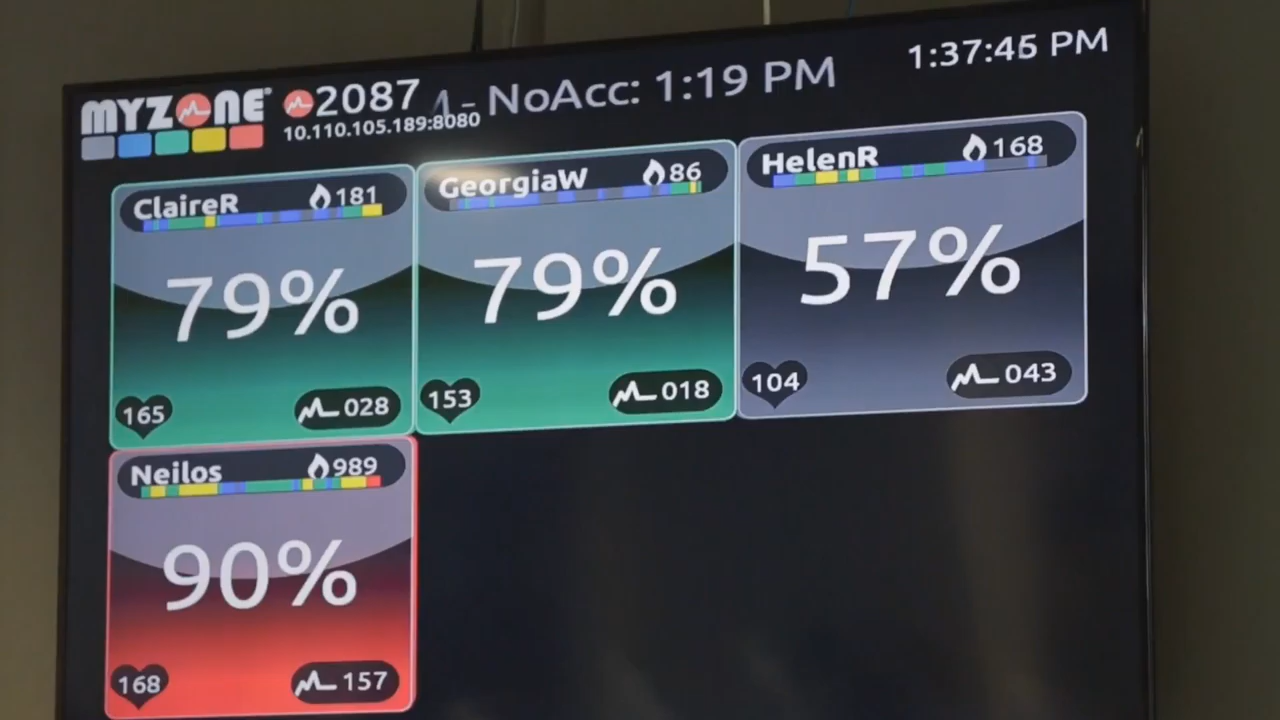 MYZONE 2087 - NoAcc: 1:19 PM 1:37:45 PM
10.110.105.189:8080
ClaireR 181
79%
165 028
GeorgiaW 86
79%
153 018
HelenR 168
57%
104 043
Neilos 989
90%
168 157